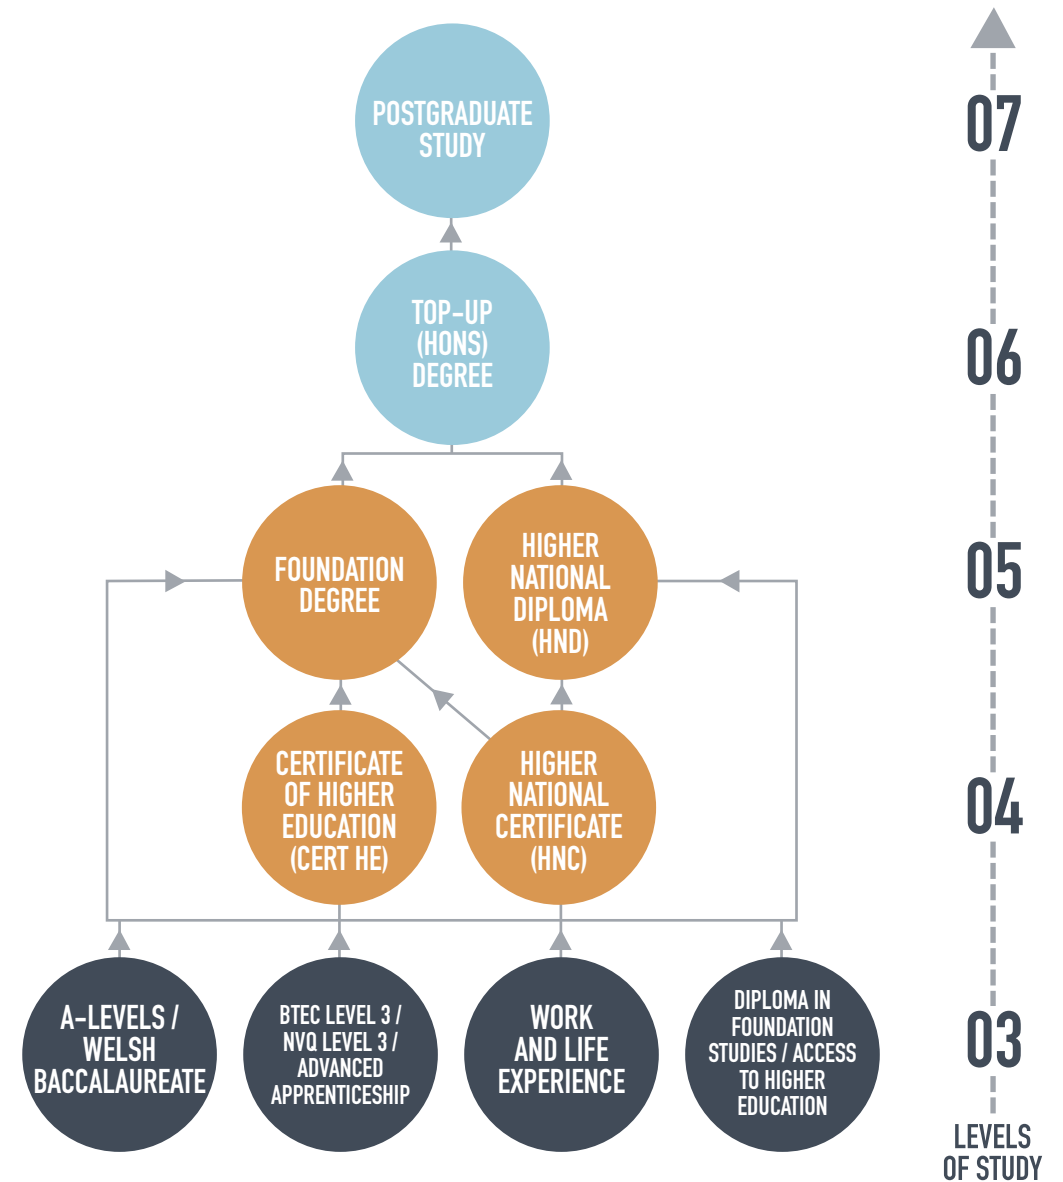 POSTGRADUATE
STUDY
07
TOP-UP
(HONS)
DEGREE
06
FOUNDATION
DEGREE
HIGHER
NATIONAL
DIPLOMA
(HND)
05
CERTIFICATE
OF HIGHER
EDUCATION
(CERT HE)
HIGHER
NATIONAL
CERTIFICATE
(HNC)
04
A-LEVELS /
WELSH
BACCALAUREATE
BTEC LEVEL 3 /
NVQ LEVEL 3 /
ADVANCED
APPRENTICESHIP
WORK
AND LIFE
EXPERIENCE
DIPLOMA IN
FOUNDATION
STUDIES / ACCESS
TO HIGHER
EDUCATION
03
LEVELS
OF STUDY